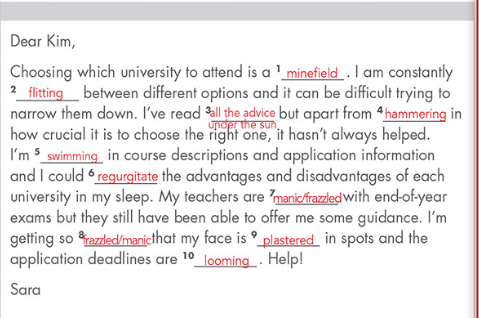 Dear Kim,
Choosing which university to attend is a 1 minefield . I am constantly
2 flitting between different options and it can be difficult trying to
narrow them down. I've read 3all the advice but apart from 4hammering in
under the sun
how crucial it is to choose the right one, it hasn't always helped.
I'm 5 swimming in course descriptions and application information
and I could 6 regurgitate the advantages and disadvantages of each
university in my sleep. My teachers are 7manic/frazzled with end-of-year
exams but they still have been able to offer me some guidance. I'm
getting so 8frazzled/manic that my face is 9 plastered in spots and the
application deadlines are 10 looming . Help!
Sara